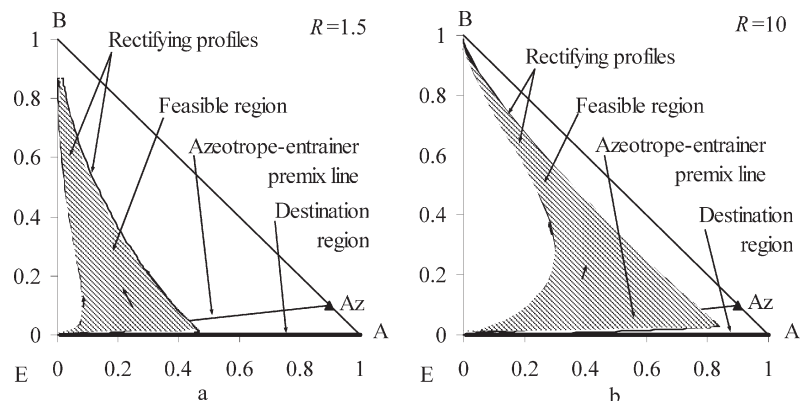 B
R=1.5
1
Rectifying profiles
0.8
Feasible region
0.6
Azeotrope-entrainer
premix line
0.4
Destination
region
0.2
Az
0
A
E
0 0.2 0.4 0.6 0.8 1
a
B
R=10
1
Rectifying profiles
0.8
Feasible region
0.6
Azeotrope-entrainer
premix line
0.4
Destination
region
0.2
Az
0
A
E
0 0.2 0.4 0.6 0.8 1
b